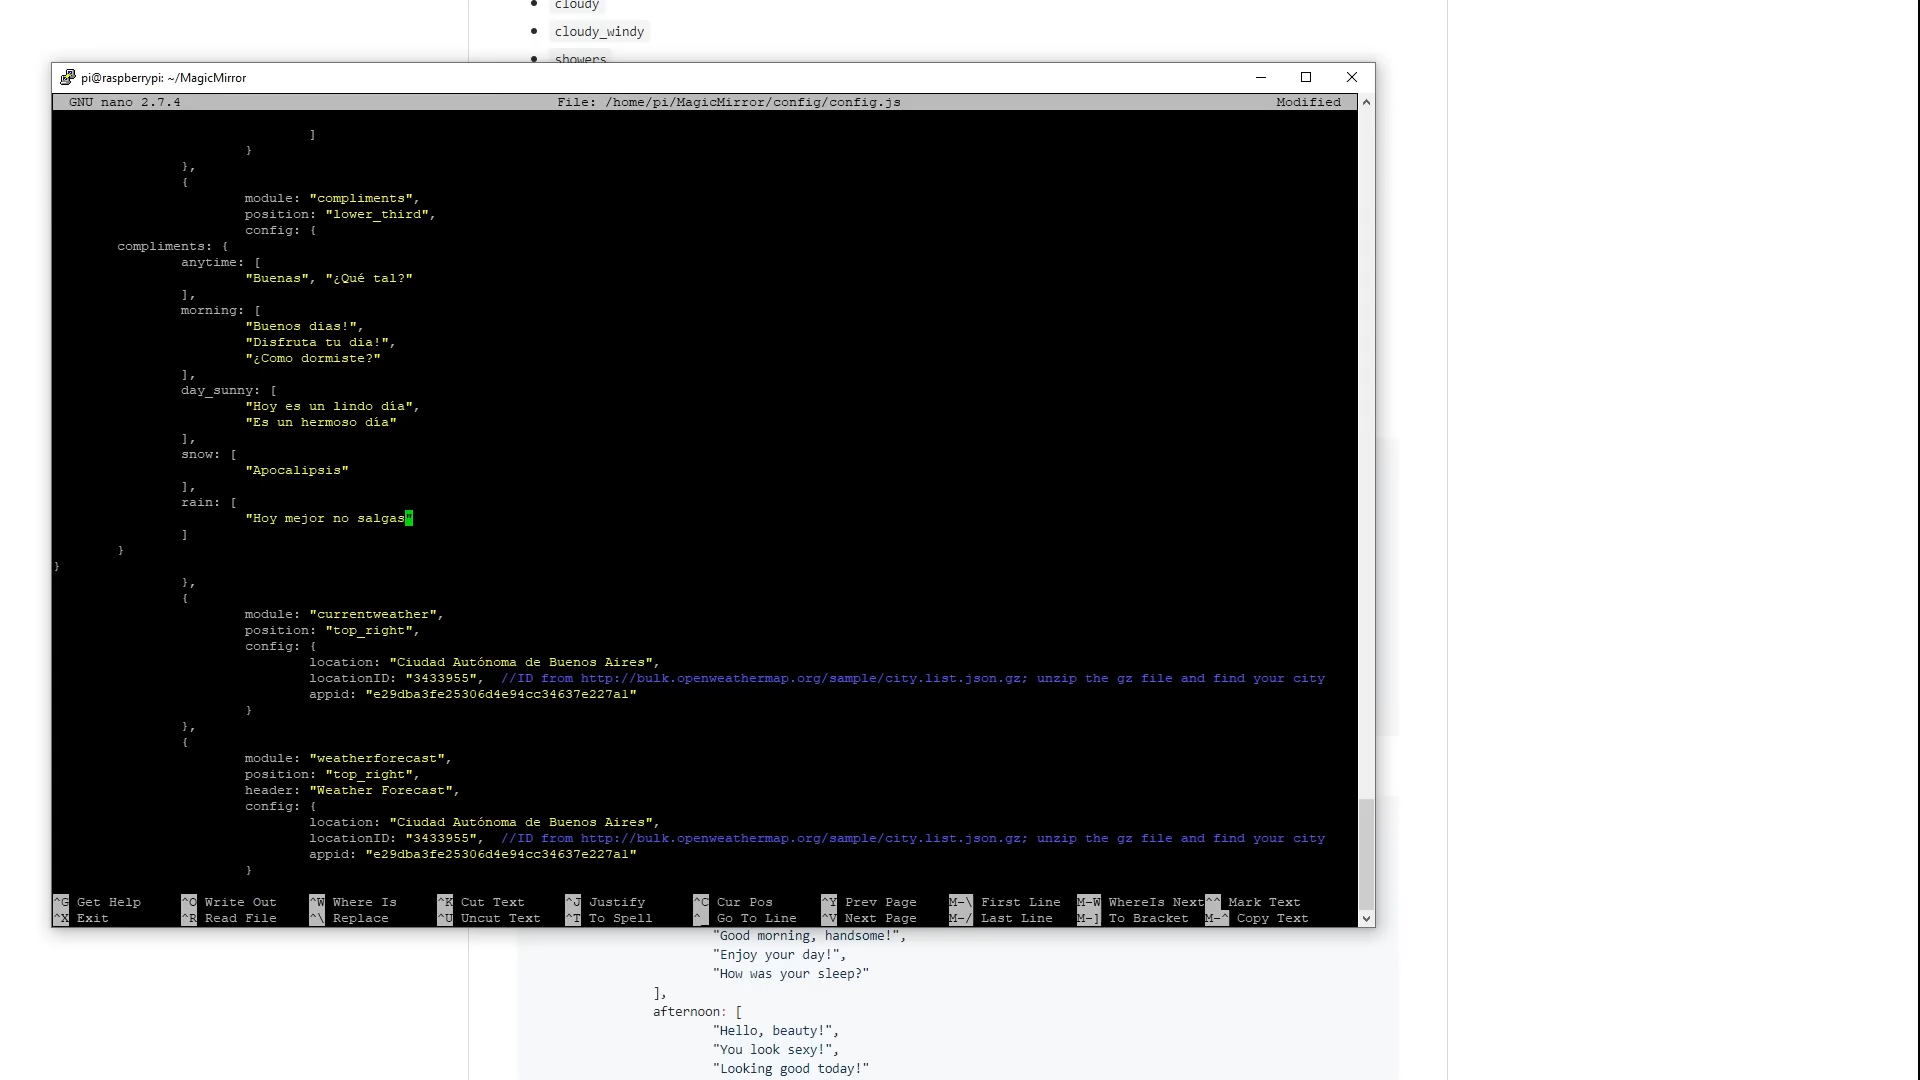 cloudy
cloudy_windy
showers
pi@raspberrypi: ~/MagicMirror
GNU nano 2.7.4 File: /home/pi/MagicMirror/config/config.js Modified
]
}
},
{
module: "compliments",
position: "lower_third",
config: {
compliments: {
anytime: [
"Buenas", "¿Qué tal?"
],
morning: [
"Buenos dias!",
"Disfruta tu dia!",
"¿Como dormiste?"
],
day_sunny: [
"Hoy es un lindo día",
"Es un hermoso día"
],
snow: [
"Apocalipsis"
],
rain: [
"Hoy mejor no salgas"
]
}
}
},
{
module: "currentweather",
position: "top_right",
config: {
location: "Ciudad Autónoma de Buenos Aires",
locationID: "3433955", //ID from http://bulk.openweathermap.org/sample/city.list.json.gz; unzip the gz file and find your city
appid: "e29dba3fe25306d4e94cc34637e227a1"
}
},
{
module: "weatherforecast",
position: "top_right",
header: "Weather Forecast",
config: {
location: "Ciudad Autónoma de Buenos Aires",
locationID: "3433955", //ID from http://bulk.openweathermap.org/sample/city.list.json.gz; unzip the gz file and find your city
appid: "e29dba3fe25306d4e94cc34637e227a1"
}
^G Get Help ^O Write Out ^W Where Is ^K Cut Text ^J Justify ^C Cur Pos ^Y Prev Page M-\ First Line M-W WhereIs Next ^^ Mark Text
^X Exit ^R Read File ^\ Replace ^U Uncut Text ^T To Spell ^_ Go To Line ^V Next Page M-/ Last Line M-] To Bracket M-^ Copy Text
"Good morning, handsome!",
"Enjoy your day!",
"How was your sleep?"
],
afternoon: [
"Hello, beauty!",
"You look sexy!",
"Looking good today!"